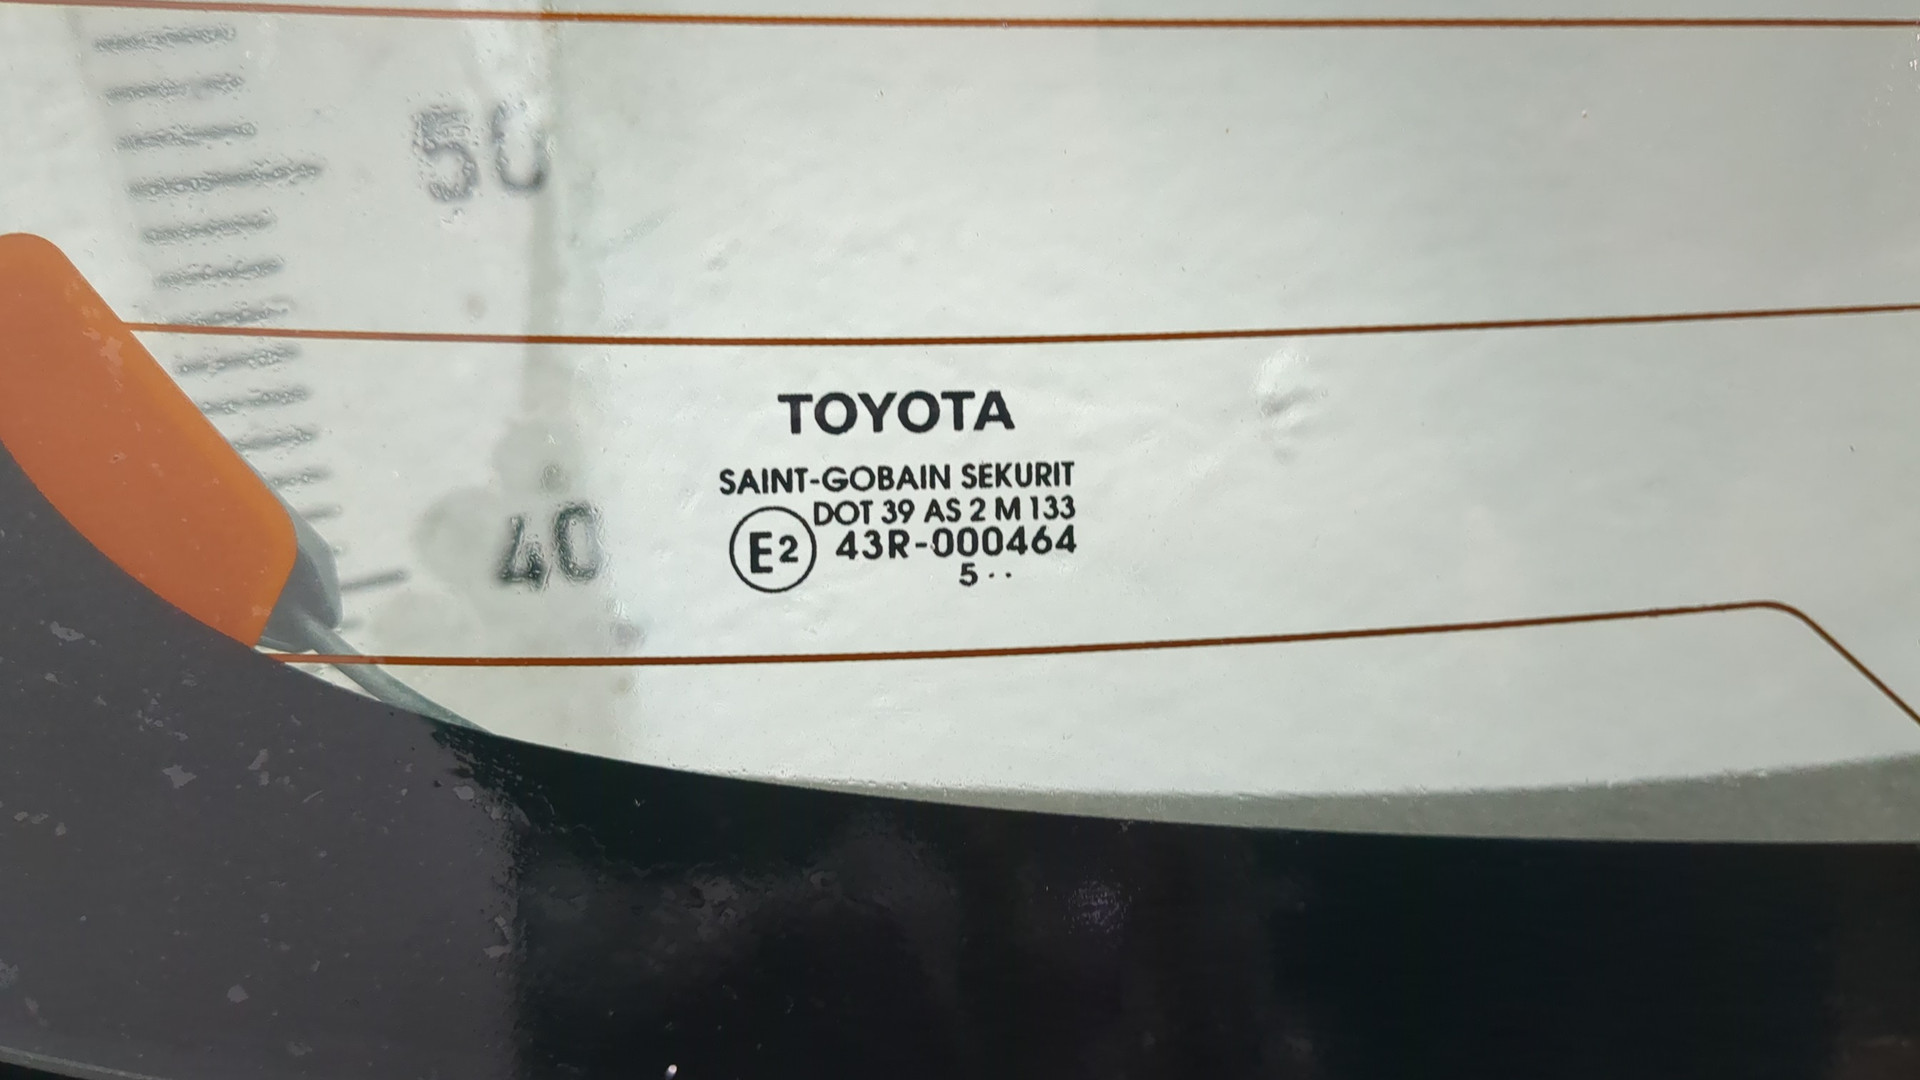 50
TOYOTA
SAINT-GOBAIN SEKURIT
DOT 39 AS 2 M 133
E2 43R-000464
5··
40